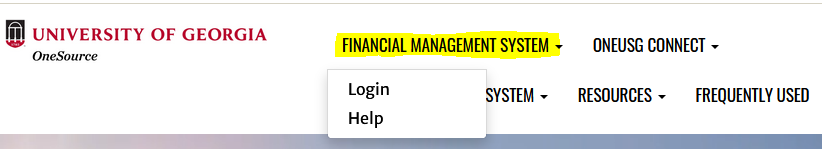 UNIVERSITY OF GEORGIA
OneSource
FINANCIAL MANAGEMENT SYSTEM ONEUSG CONNECT
Login
Help
SYSTEM RESOURCES FREQUENTLY USED